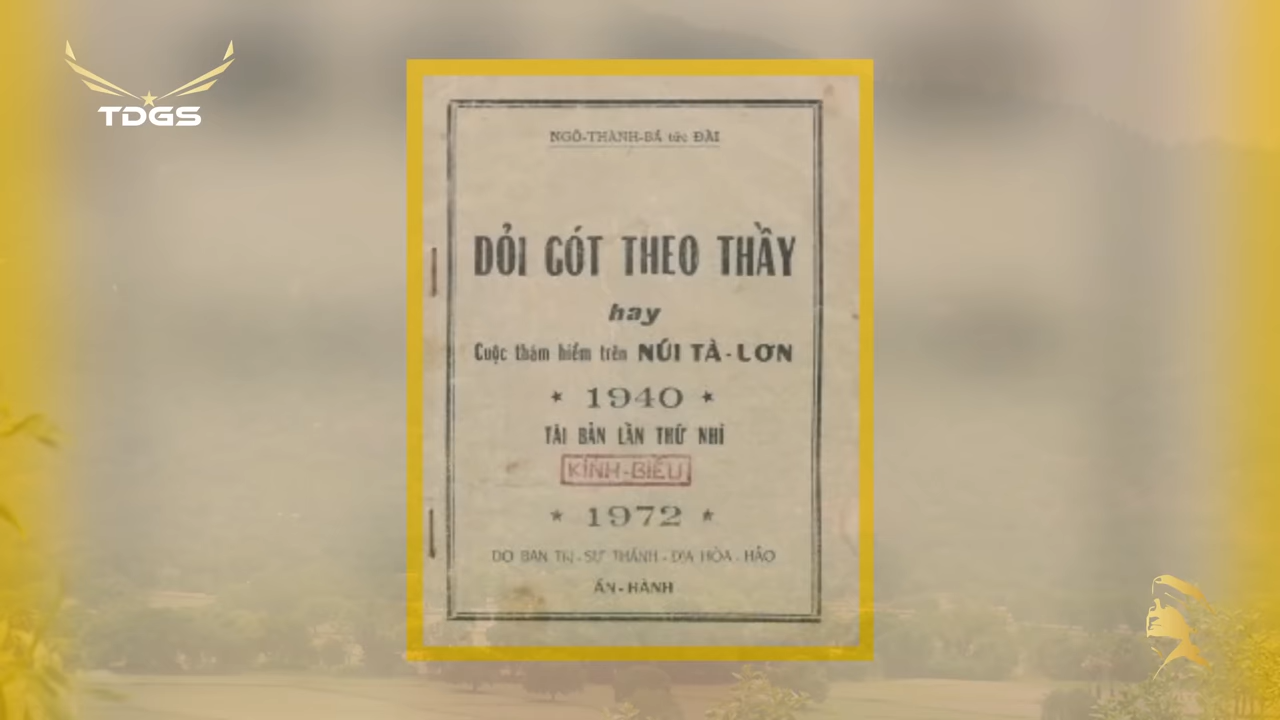 TDGS
NGÔ-THÀNH-BÁ tức ĐÀI
DỎI GÓT THEO THẦY
hay
Cuộc thám hiểm trên NÚI TÀ-LƠN
★ 1940 ★
TÁI BẢN LẦN THỨ NHÌ
KÍNH-BIẾU
★ 1972 ★
DO BAN TRỊ-SỰ THÁNH-ĐỊA HÒA-HẢO
ẤN-HÀNH